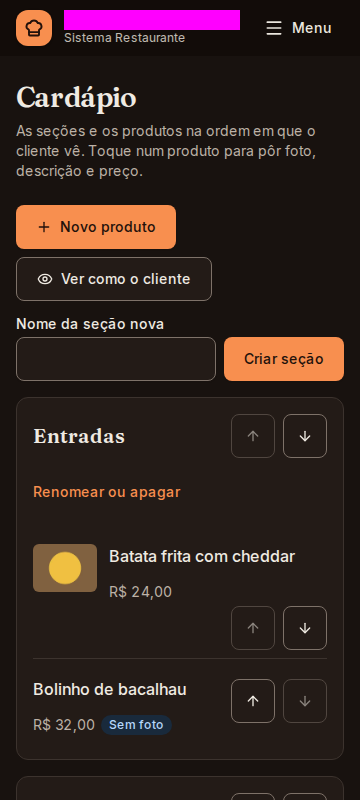 Sistema Restaurante
Menu
Cardápio
As seções e os produtos na ordem em que o
cliente vê. Toque num produto para pôr foto,
descrição e preço.
Novo produto
Ver como o cliente
Nome da seção nova
Criar seção
Entradas
Renomear ou apagar
Batata frita com cheddar
R$ 24,00
Bolinho de bacalhau
R$ 32,00 Sem foto